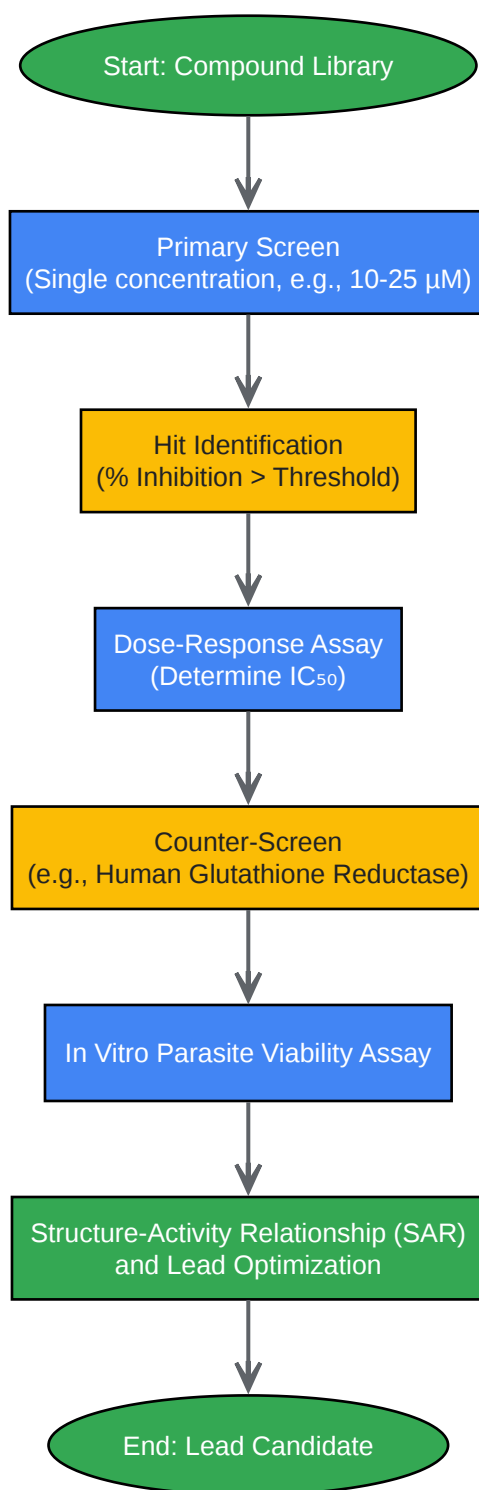 Start: Compound Library
Primary Screen
(Single concentration, e.g., 10-25 µM)
Hit Identification
(% Inhibition > Threshold)
Dose-Response Assay
(Determine IC₅₀)
Counter-Screen
(e.g., Human Glutathione Reductase)
In Vitro Parasite Viability Assay
Structure-Activity Relationship (SAR)
and Lead Optimization
End: Lead Candidate